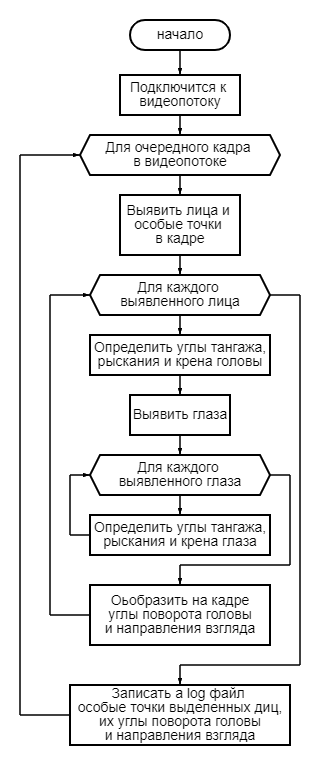 начало
Подключится к
видеопотоку
Для очередного кадра
в видеопотоке
Выявить лица и
особые точки
в кадре
Для каждого
выявленного лица
Определить углы тангажа,
рыскания и крена головы
Выявить глаза
Для каждого
выявленного глаза
Определить углы тангажа,
рыскания и крена глаза
Оьобразить на кадре
углы поворота головы
и направления взгляда
Записать а log файл
особые точки выделенных диц,
их углы поворота головы
и направления взгляда